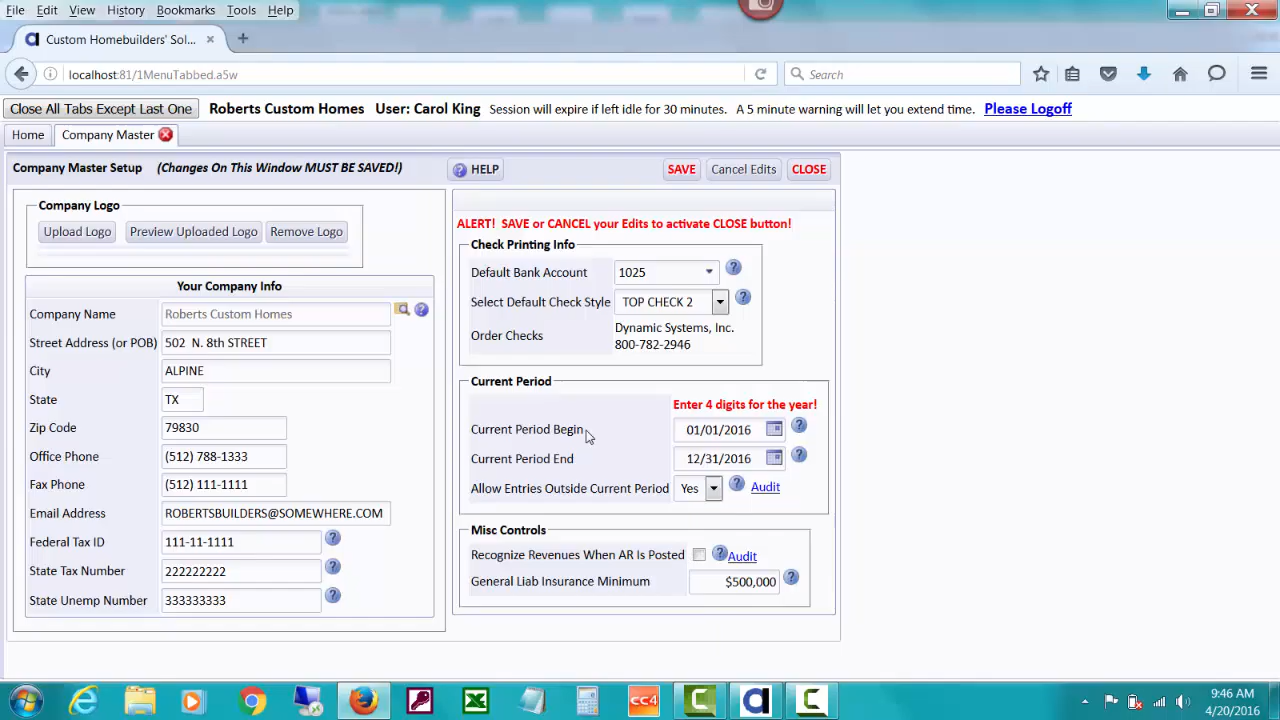 File Edit View History Bookmarks Tools Help
Custom Homebuilders' Sol...
localhost:81/1MenuTabbed.a5w
Search
Close All Tabs Except Last One Roberts Custom Homes User: Carol King Session will expire if left idle for 30 minutes. A 5 minute warning will let you extend time. Please Logoff
Home Company Master
Company Master Setup (Changes On This Window MUST BE SAVED!) HELP SAVE Cancel Edits CLOSE
Company Logo
Upload Logo Preview Uploaded Logo Remove Logo
Your Company Info
Company Name Roberts Custom Homes
Street Address (or POB) 502 N. 8th STREET
City ALPINE
State TX
Zip Code 79830
Office Phone (512) 788-1333
Fax Phone (512) 111-1111
Email Address ROBERTSBUILDERS@SOMEWHERE.COM
Federal Tax ID 111-11-1111
State Tax Number 222222222
State Unemp Number 333333333
ALERT! SAVE or CANCEL your Edits to activate CLOSE button!
Check Printing Info
Default Bank Account 1025
Select Default Check Style TOP CHECK 2
Order Checks Dynamic Systems, Inc.
800-782-2946
Current Period
Enter 4 digits for the year!
Current Period Begin 01/01/2016
Current Period End 12/31/2016
Allow Entries Outside Current Period Yes Audit
Misc Controls
Recognize Revenues When AR Is Posted Audit
General Liab Insurance Minimum $500,000
CC4
9:46 AM
4/20/2016